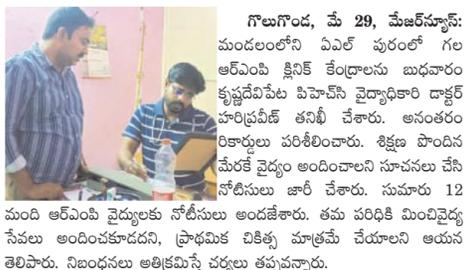 గొలుగొండ, మే 29, మేజర్‌న్యూస్:
మండలంలోని ఏఎల్ పురంలో గల
ఆర్ఎంపి క్లినిక్ కేంద్రాలను బుధవారం
కృష్ణదేవిపేట పిహెచ్‌సి వైద్యాధికారి డాక్టర్
హరిప్రవీణ్ తనిఖీ చేశారు. అనంతరం
రికార్డులు పరిశీలించారు. శిక్షణ పొందిన
మేరకే వైద్యం అందించాలని సూచనలు చేసి
నోటిసులు జారీ చేశారు. సుమారు 12
మంది ఆర్ఎంపి వైద్యులకు నోటీసులు అందజేశారు. తమ పరిధికి మించివైద్య
సేవలు అందించకూడదని, ప్రాథమిక చికిత్స మాత్రమే చేయాలని ఆయన
తెలిపారు. నిబంధనలు అతిక్రమిస్తే చర్యలు తప్పవన్నారు.